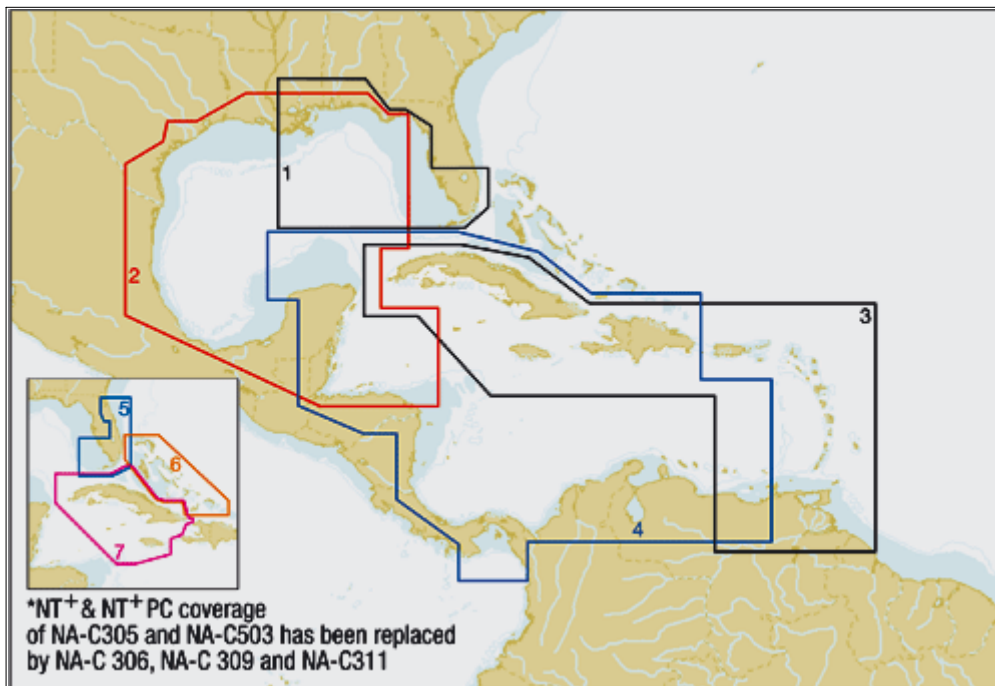 1
2
3
4
5
6
7
*NT+ & NT+ PC coverage
of NA-C305 and NA-C503 has been replaced
by NA-C 306, NA-C 309 and NA-C311